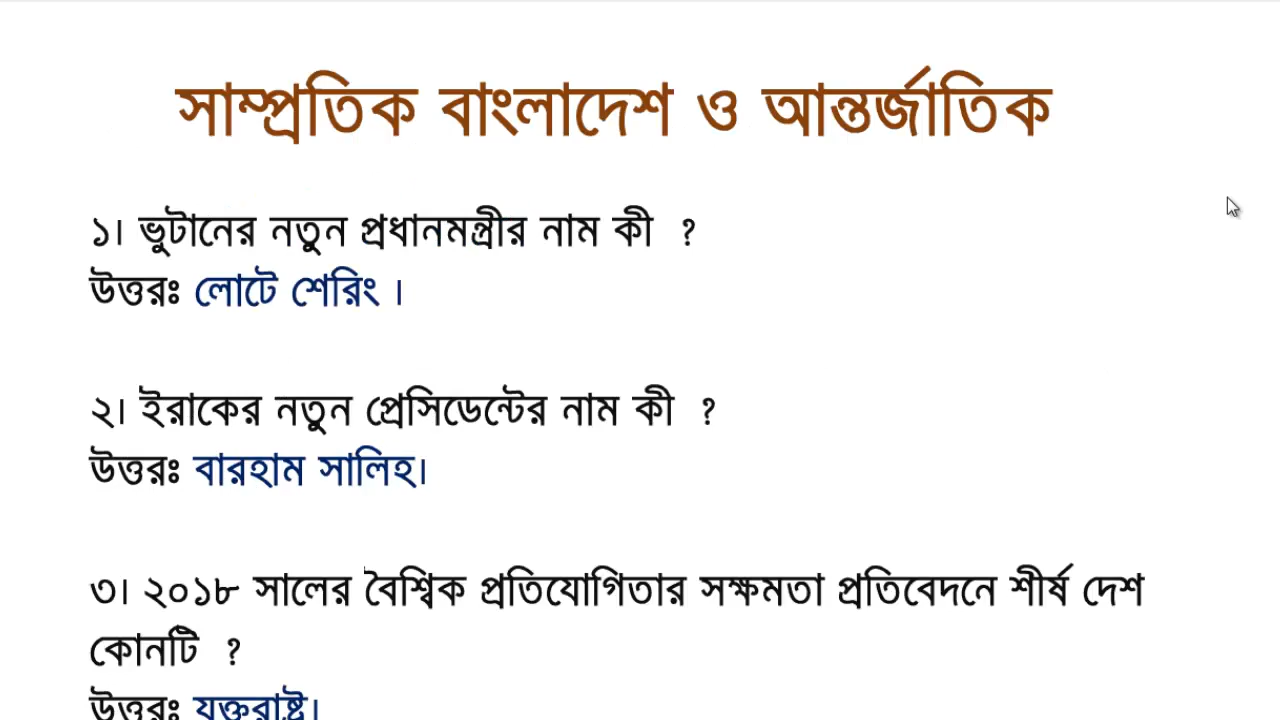 সাম্প্রতিক বাংলাদেশ ও আন্তর্জাতিক
১। ভুটানের নতুন প্রধানমন্ত্রীর নাম কী ?
উত্তরঃ লোটে শেরিং ।
২। ইরাকের নতুন প্রেসিডেন্টের নাম কী ?
উত্তরঃ বারহাম সালিহ।
৩। ২০১৮ সালের বৈশ্বিক প্রতিযোগিতার সক্ষমতা প্রতিবেদনে শীর্ষ দেশ
কোনটি ?
উত্তরঃ যুক্তরাষ্ট্র।